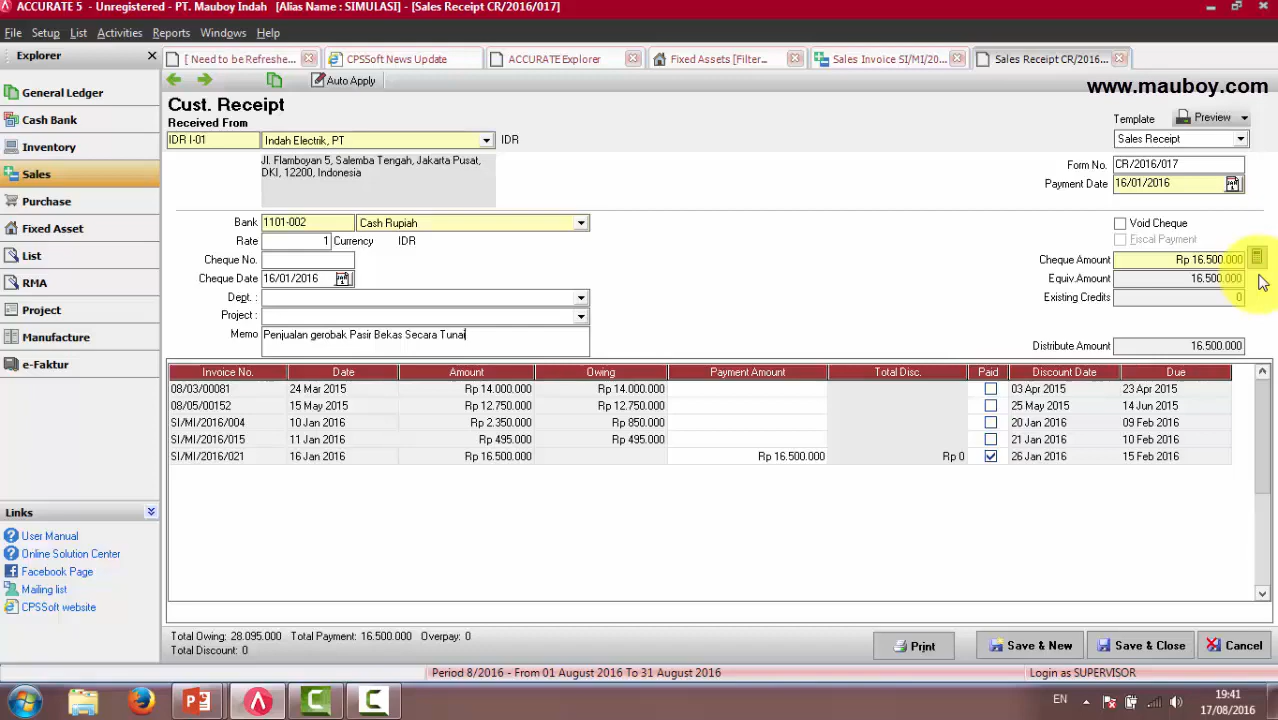 ACCURATE 5 - Unregistered - PT. Mauboy Indah [Alias Name : SIMULASI] - [Sales Receipt CR/2016/017]
File Setup List Activities Reports Windows Help
Explorer
[ Need to be Refreshe...
CPSSoft News Update
ACCURATE Explorer
Fixed Assets [Filter...
Sales Invoice SI/MI/20...
Sales Receipt CR/2016...
Auto Apply
www.mauboy.com
General Ledger
Cash Bank
Inventory
Sales
Purchase
Fixed Asset
List
RMA
Project
Manufacture
e-Faktur
Links
User Manual
Online Solution Center
Facebook Page
Mailing list
CPSSoft website
Cust. Receipt
Received From
IDR I-01 Indah Electrik, PT IDR
Jl. Flamboyan 5, Salemba Tengah, Jakarta Pusat,
DKI, 12200, Indonesia
Template Preview
Sales Receipt
Form No. CR/2016/017
Payment Date 16/01/2016
Bank 1101-002 Cash Rupiah
Rate 1 Currency IDR
Cheque No.
Cheque Date 16/01/2016
Dept. :
Project :
Memo Penjualan gerobak Pasir Bekas Secara Tunai
Void Cheque
Fiscal Payment
Cheque Amount Rp 16.500.000
Equiv.Amount 16.500.000
Existing Credits 0
Distribute Amount 16.500.000
Invoice No. Date Amount Owing Payment Amount Total Disc. Paid Discount Date Due
08/03/00081 24 Mar 2015 Rp 14.000.000 Rp 14.000.000 03 Apr 2015 23 Apr 2015
08/05/00152 15 May 2015 Rp 12.750.000 Rp 12.750.000 25 May 2015 14 Jun 2015
SI/MI/2016/004 10 Jan 2016 Rp 2.350.000 Rp 850.000 20 Jan 2016 09 Feb 2016
SI/MI/2016/015 11 Jan 2016 Rp 495.000 Rp 495.000 21 Jan 2016 10 Feb 2016
SI/MI/2016/021 16 Jan 2016 Rp 16.500.000 Rp 16.500.000 Rp 0 26 Jan 2016 15 Feb 2016
Total Owing: 28.095.000 Total Payment: 16.500.000 Overpay: 0
Total Discount: 0
Print Save & New Save & Close Cancel
Period 8/2016 - From 01 August 2016 To 31 August 2016 Login as SUPERVISOR
EN
19:41
17/08/2016